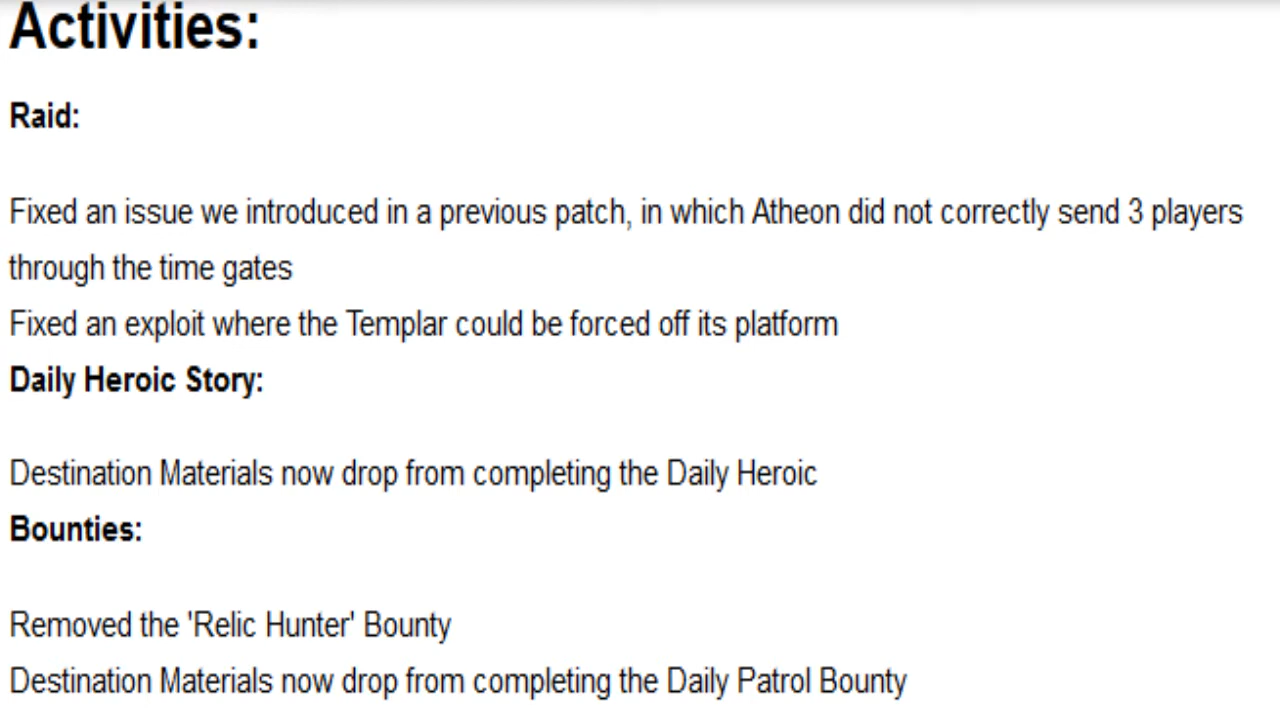 Activities:
Raid:
Fixed an issue we introduced in a previous patch, in which Atheon did not correctly send 3 players
through the time gates
Fixed an exploit where the Templar could be forced off its platform
Daily Heroic Story:
Destination Materials now drop from completing the Daily Heroic
Bounties:
Removed the 'Relic Hunter' Bounty
Destination Materials now drop from completing the Daily Patrol Bounty